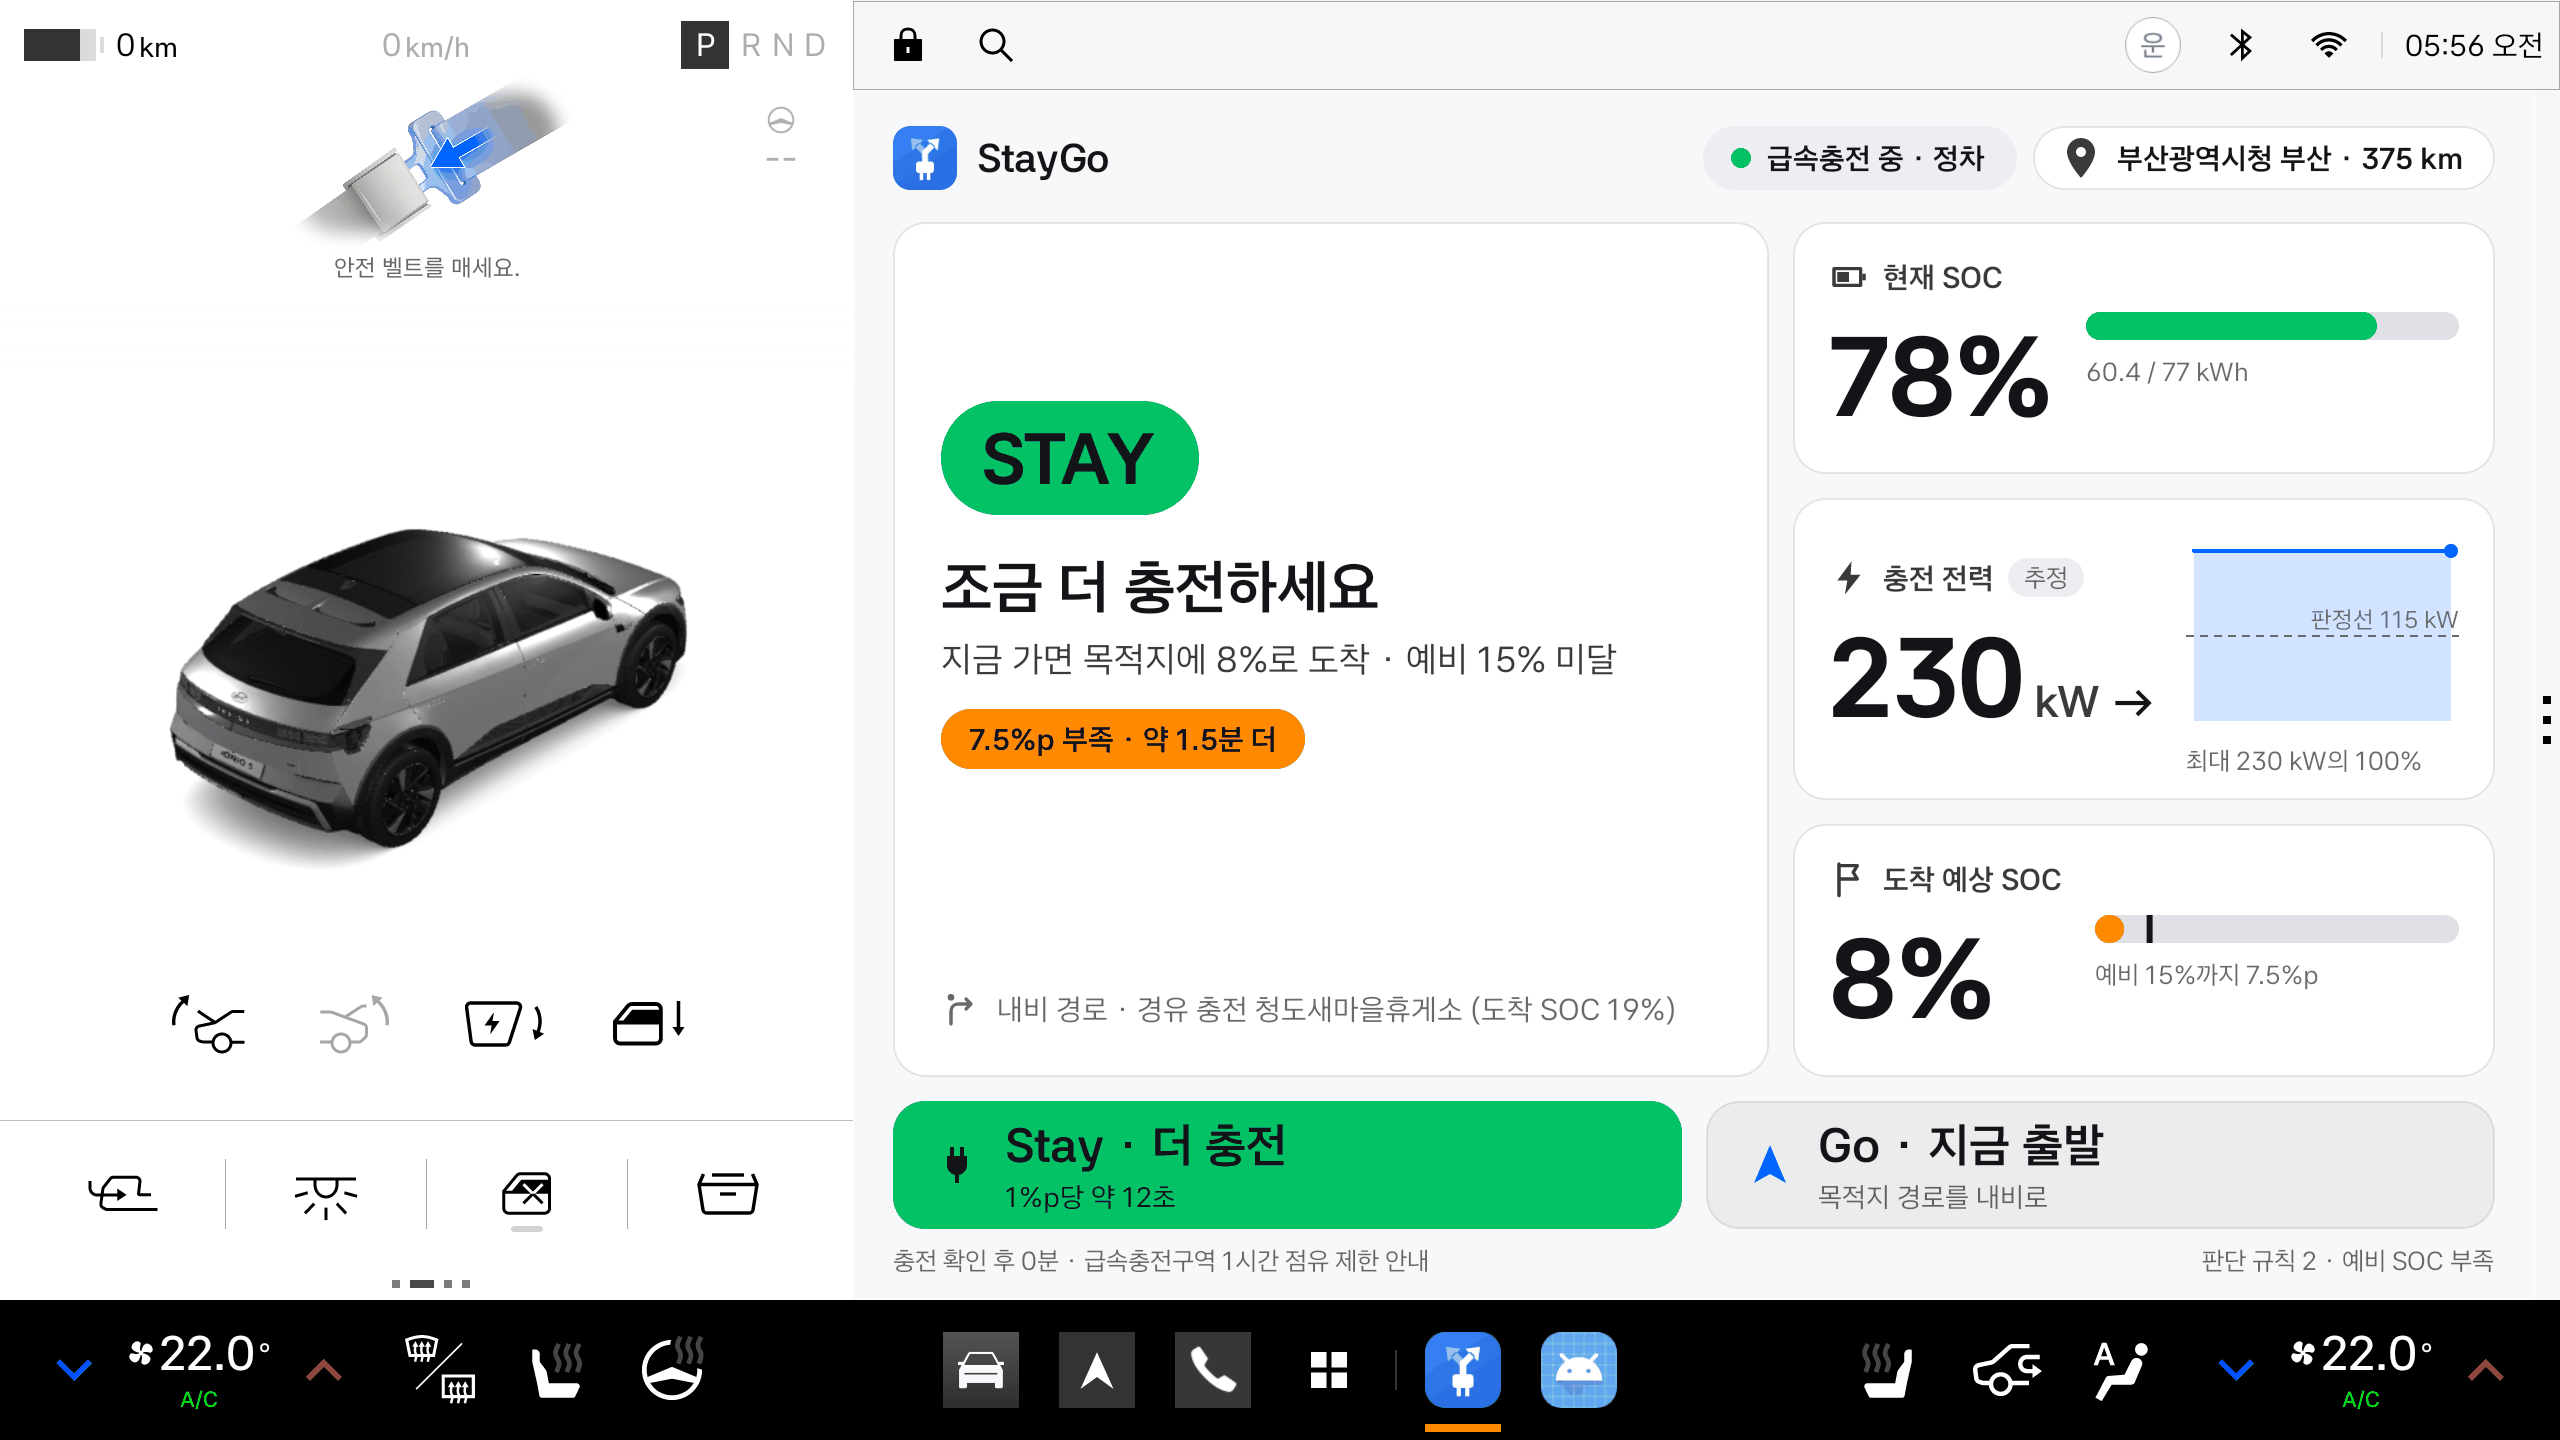 0 km
0 km/h
P R N D
안전 벨트를 매세요.
운
05:56 오전
StayGo
급속충전 중 · 정차
부산광역시청 부산 · 375 km
STAY
조금 더 충전하세요
지금 가면 목적지에 8%로 도착 · 예비 15% 미달
7.5%p 부족 · 약 1.5분 더
내비 경로 · 경유 충전 청도새마을휴게소 (도착 SOC 19%)
현재 SOC
78%
60.4 / 77 kWh
충전 전력 추정
230 kW →
판정선 115 kW
최대 230 kW의 100%
도착 예상 SOC
8%
예비 15%까지 7.5%p
Stay · 더 충전
1%p당 약 12초
Go · 지금 출발
목적지 경로를 내비로
충전 확인 후 0분 · 급속충전구역 1시간 점유 제한 안내
판단 규칙 2 · 예비 SOC 부족
22.0°
A/C
A
22.0°
A/C